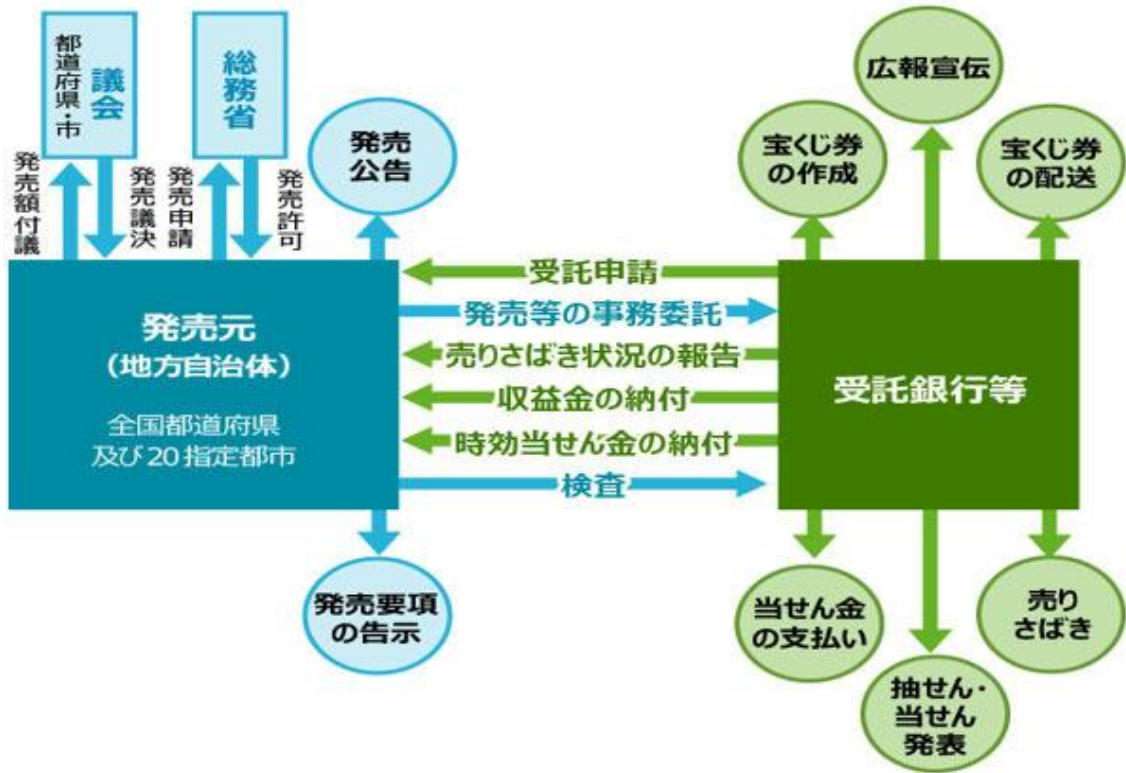 都道府県・市
議会
総務省
発売額付議
発売議決
発売申請
発売許可
発売
公告
発売元
（地方自治体）
全国都道府県
及び20指定都市
発売要項
の告示
受託申請
発売等の事務委託
売りさばき状況の報告
収益金の納付
時効当せん金の納付
検査
広報宣伝
宝くじ券
の作成
宝くじ券
の配送
受託銀行等
当せん金
の支払い
売り
さばき
抽せん・
当せん
発表